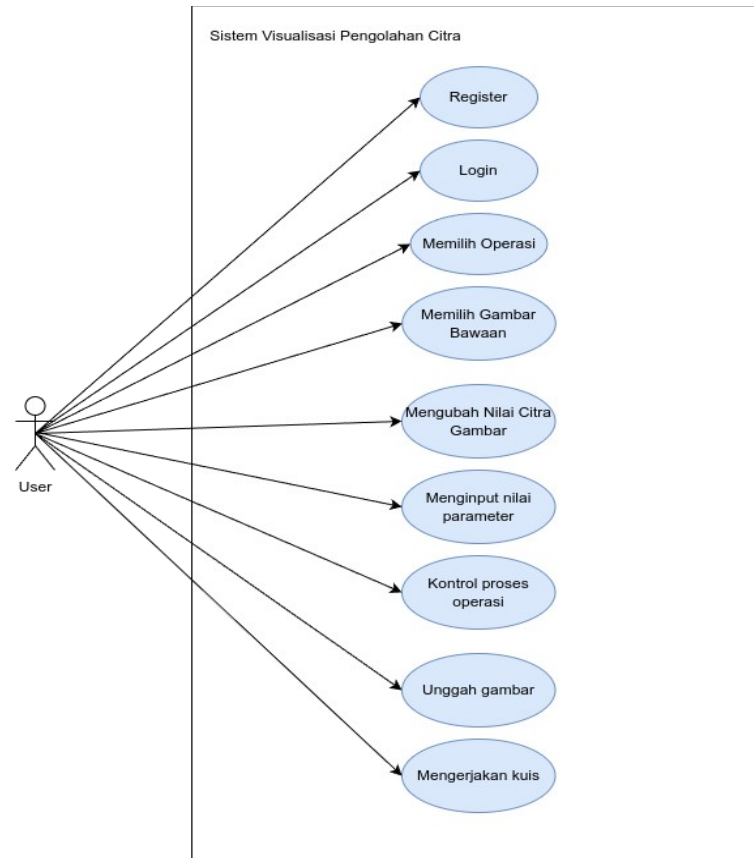 Sistem Visualisasi Pengolahan Citra
Register
Login
Memilih Operasi
Memilih Gambar
Bawaan
Mengubah Nilai Citra
Gambar
Menginput nilai
parameter
Kontrol proses
operasi
Unggah gambar
Mengerjakan kuis
User